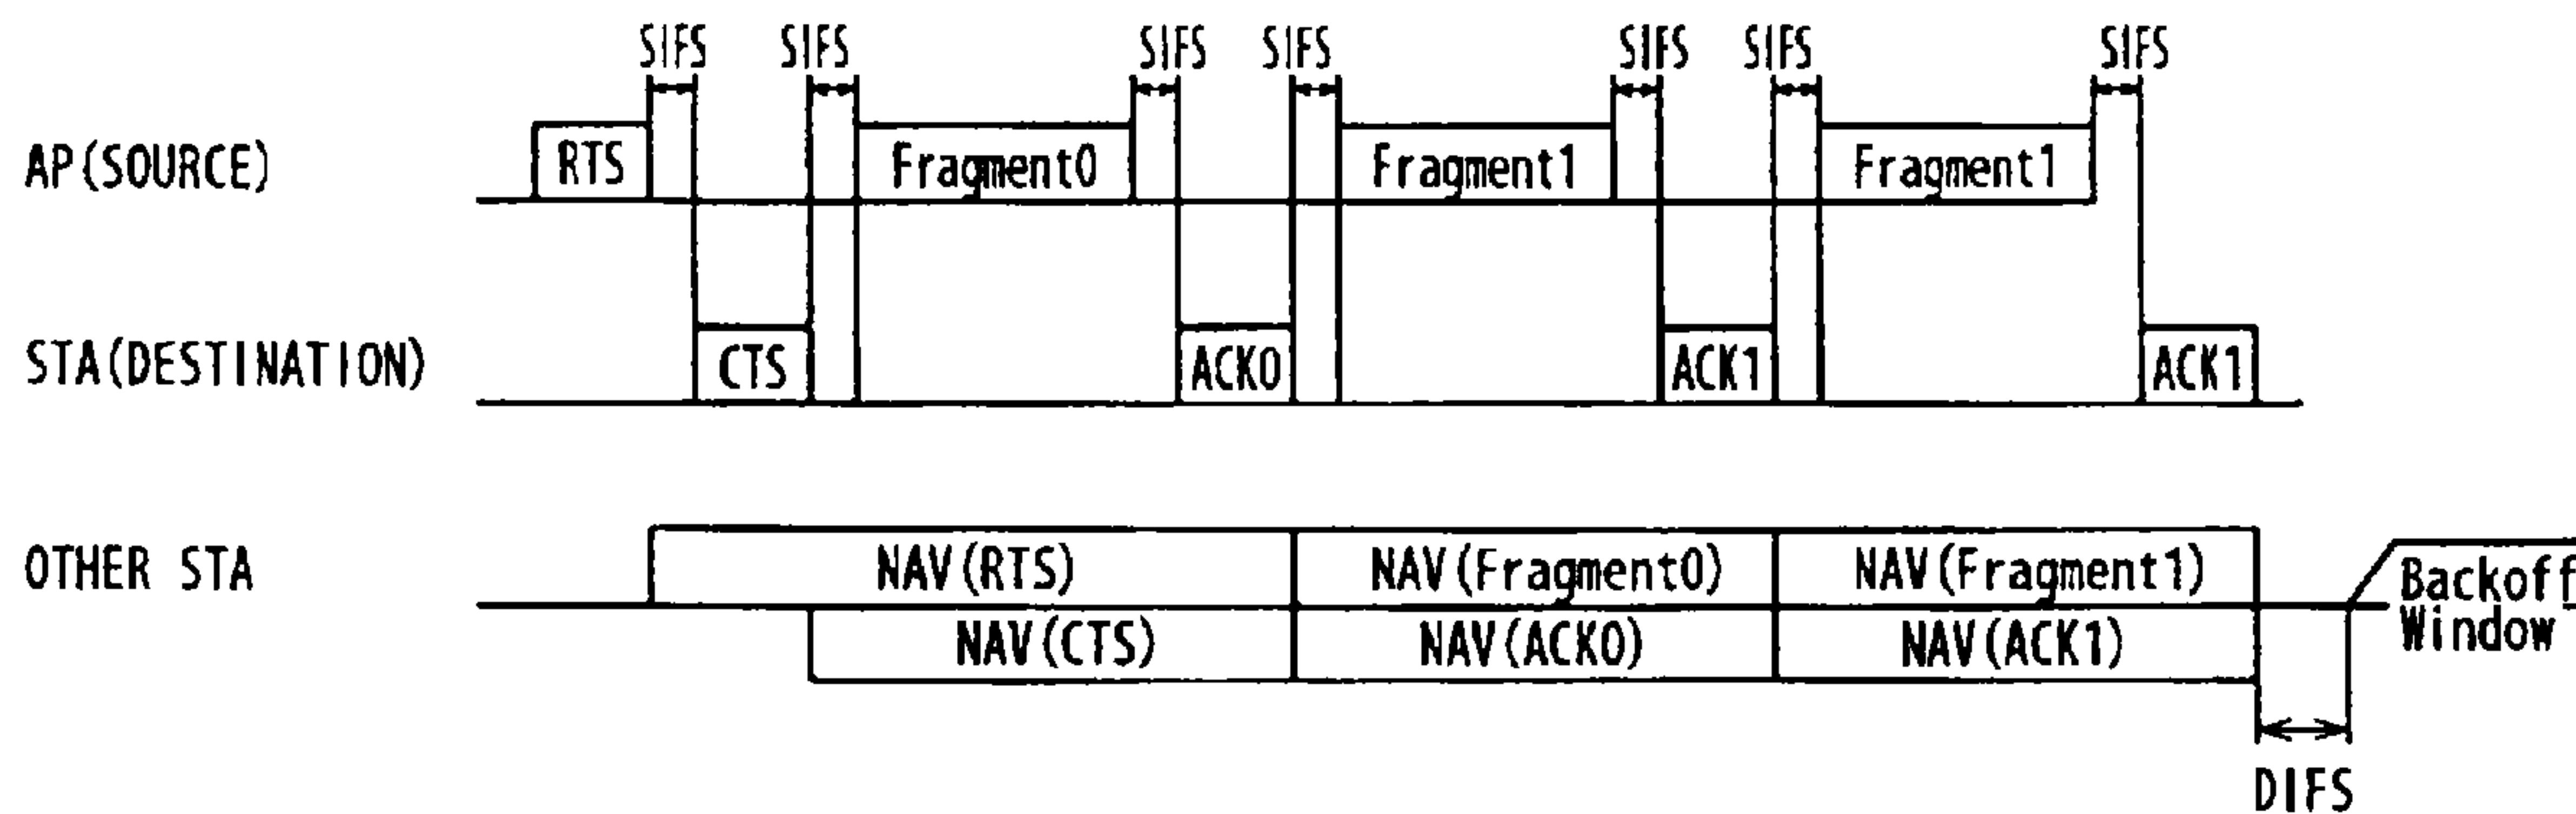 SIFS SIFS SIFS SIFS SIFS SIFS SIFS
AP(SOURCE) RTS Fragment0 Fragment1 Fragment1
STA(DESTINATION) CTS ACK0 ACK1 ACK1
OTHER STA NAV(RTS) NAV(Fragment0) NAV(Fragment1) Backoff
NAV(CTS) NAV(ACK0) NAV(ACK1) Window
DIFS